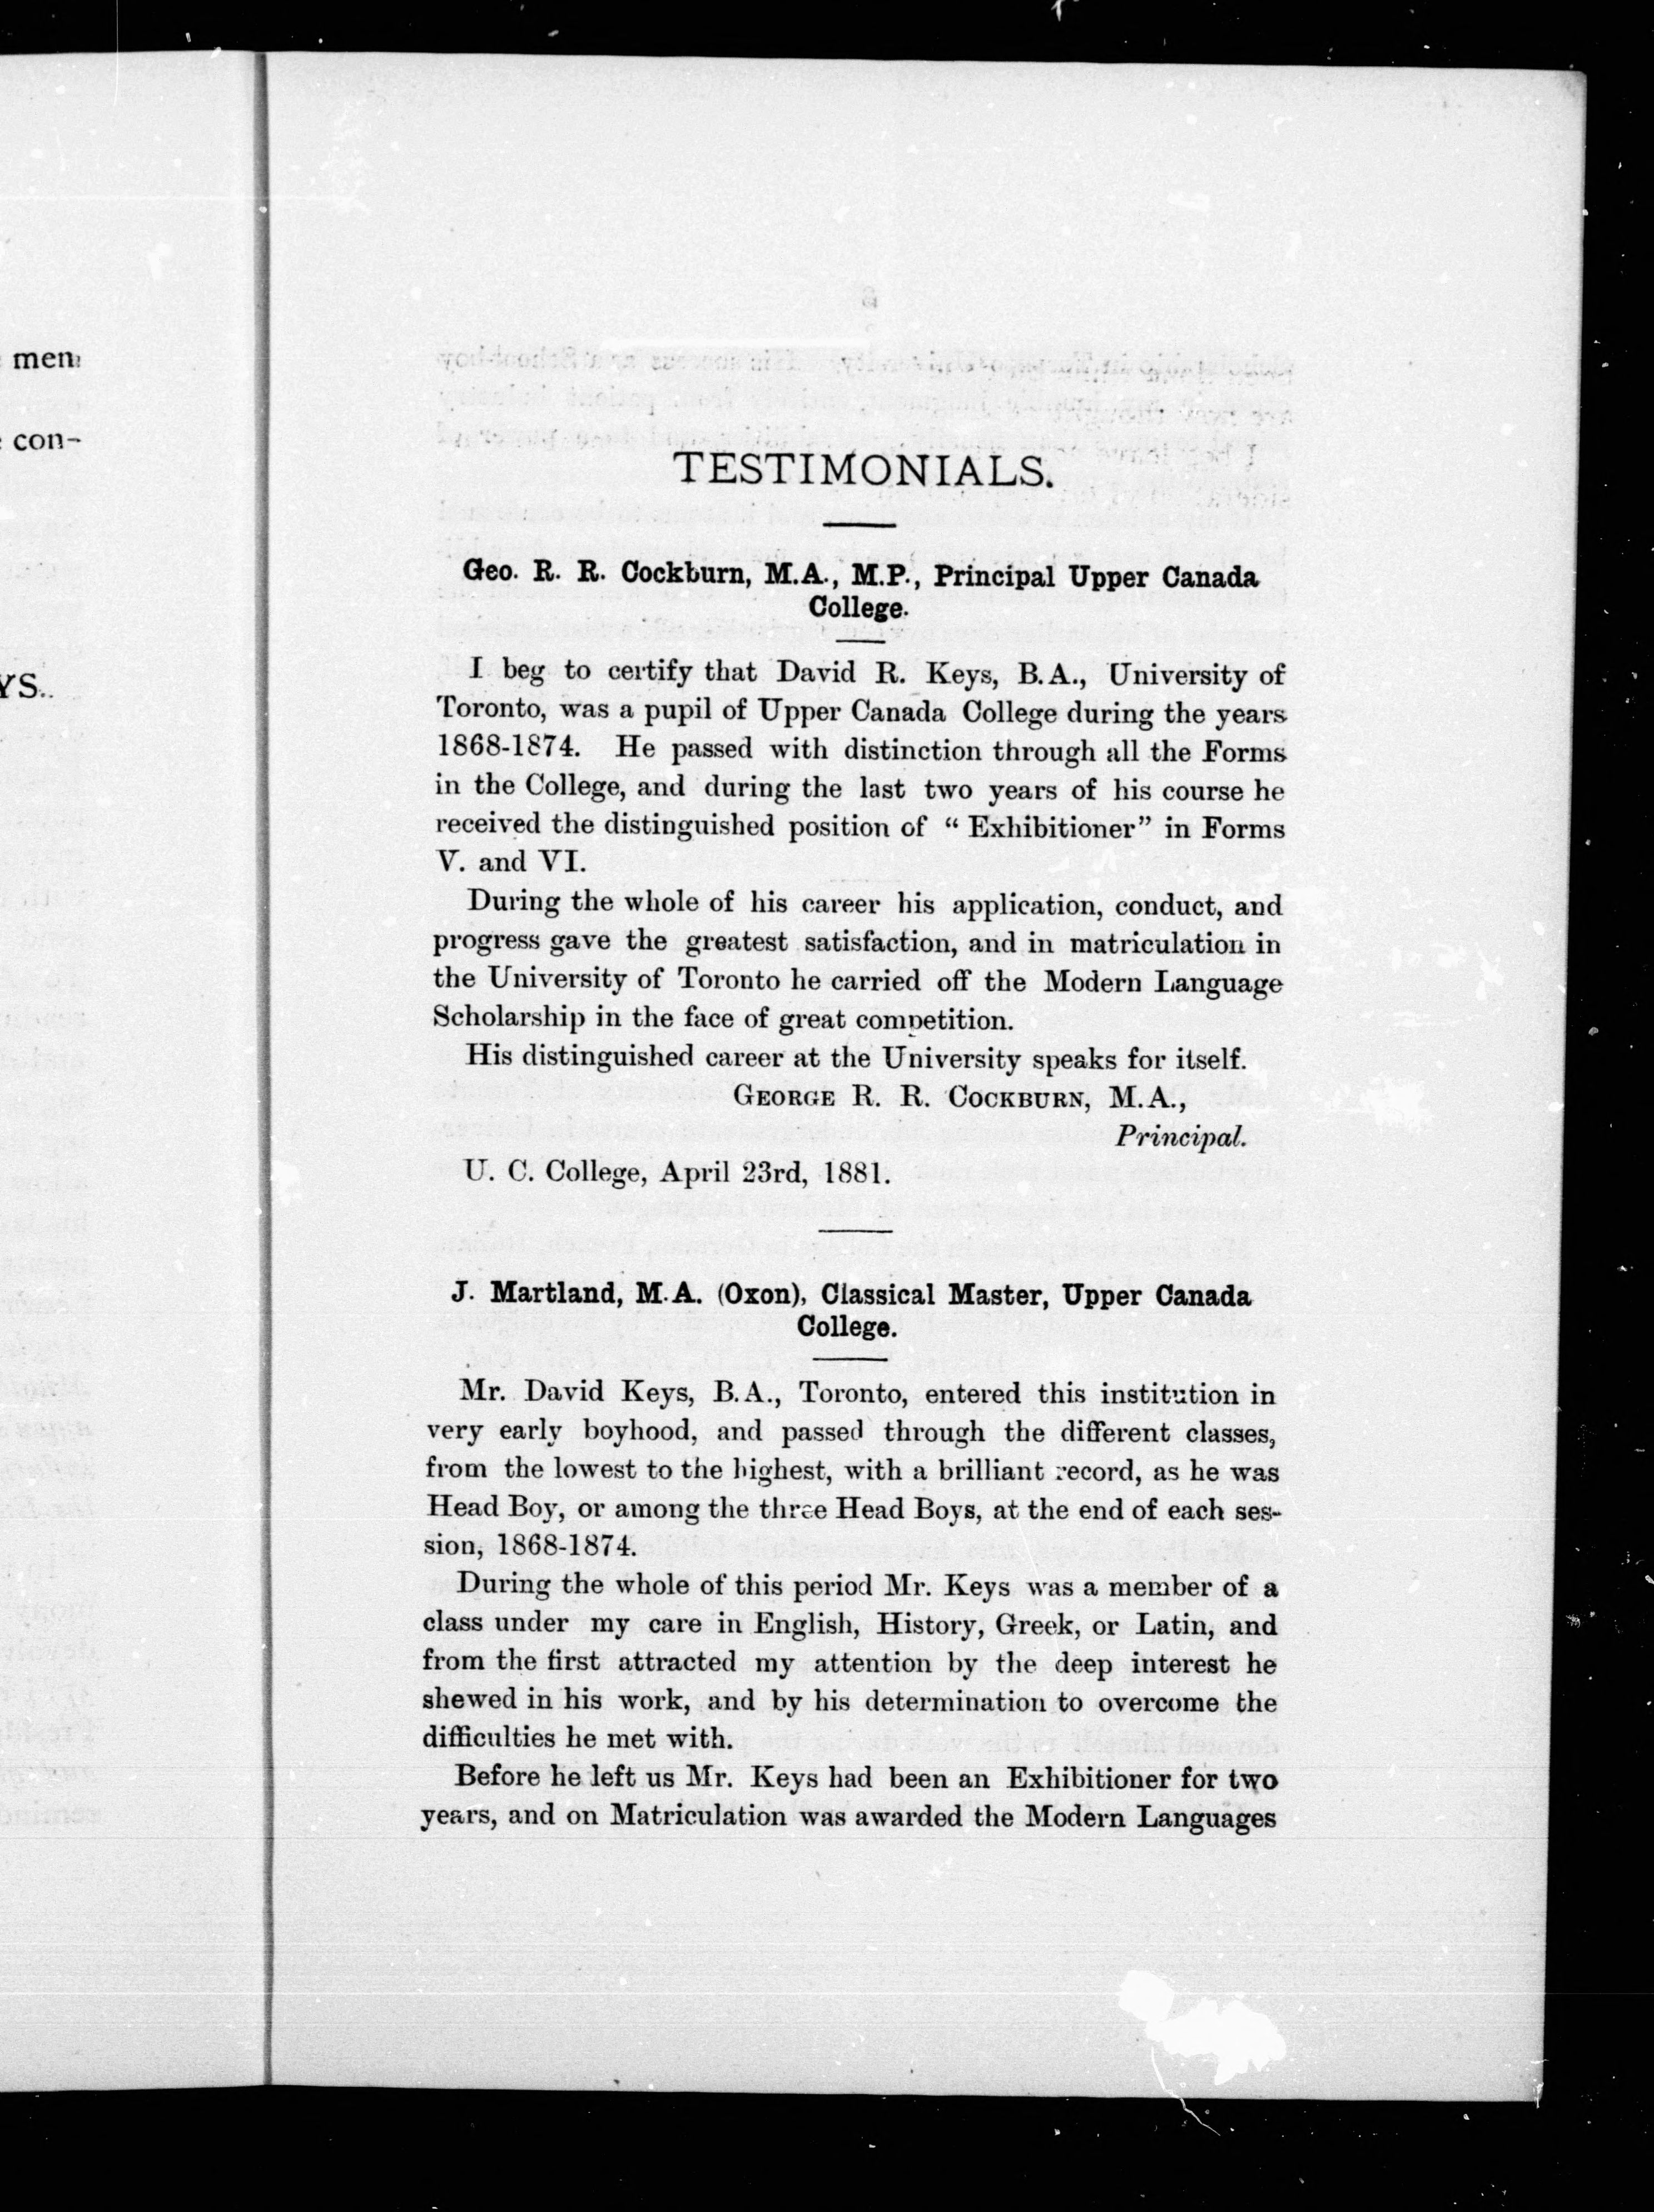 men
con-
YS.
TESTIMONIALS.
Geo. R. R. Cockburn, M.A., M.P., Principal Upper Canada
College.
I beg to certify that David R. Keys, B.A., University of
Toronto, was a pupil of Upper Canada College during the years
1868-1874. He passed with distinction through all the Forms
in the College, and during the last two years of his course he
received the distinguished position of “ Exhibitioner” in Forms
V. and VI.
During the whole of his career his application, conduct, and
progress gave the greatest satisfaction, and in matriculation in
the University of Toronto he carried off the Modern Language
Scholarship in the face of great competition.
His distinguished career at the University speaks for itself.
GEORGE R. R. COCKBURN, M.A.,
Principal.
U. C. College, April 23rd, 1881.
J. Martland, M.A. (Oxon), Classical Master, Upper Canada
College.
Mr. David Keys, B.A., Toronto, entered this institution in
very early boyhood, and passed through the different classes,
from the lowest to the highest, with a brilliant record, as he was
Head Boy, or among the three Head Boys, at the end of each ses-
sion, 1868-1874.
During the whole of this period Mr. Keys was a member of a
class under my care in English, History, Greek, or Latin, and
from the first attracted my attention by the deep interest he
shewed in his work, and by his determination to overcome the
difficulties he met with.
Before he left us Mr. Keys had been an Exhibitioner for two
years, and on Matriculation was awarded the Modern Languages